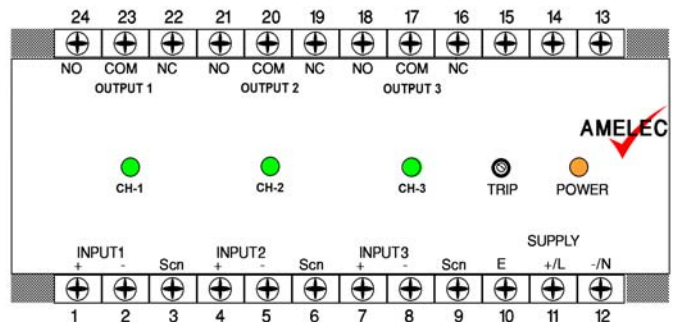 24 23 22 21 20 19 18 17 16 15 14 13
NO COM NC NO COM NC NO COM NC
OUTPUT 1 OUTPUT 2 OUTPUT 3
AMELEC
CH-1 CH-2 CH-3 TRIP POWER
SUPPLY
INPUT1 INPUT2 INPUT3
+ - Scn + - Scn + - Scn E +/L -/N
1 2 3 4 5 6 7 8 9 10 11 12